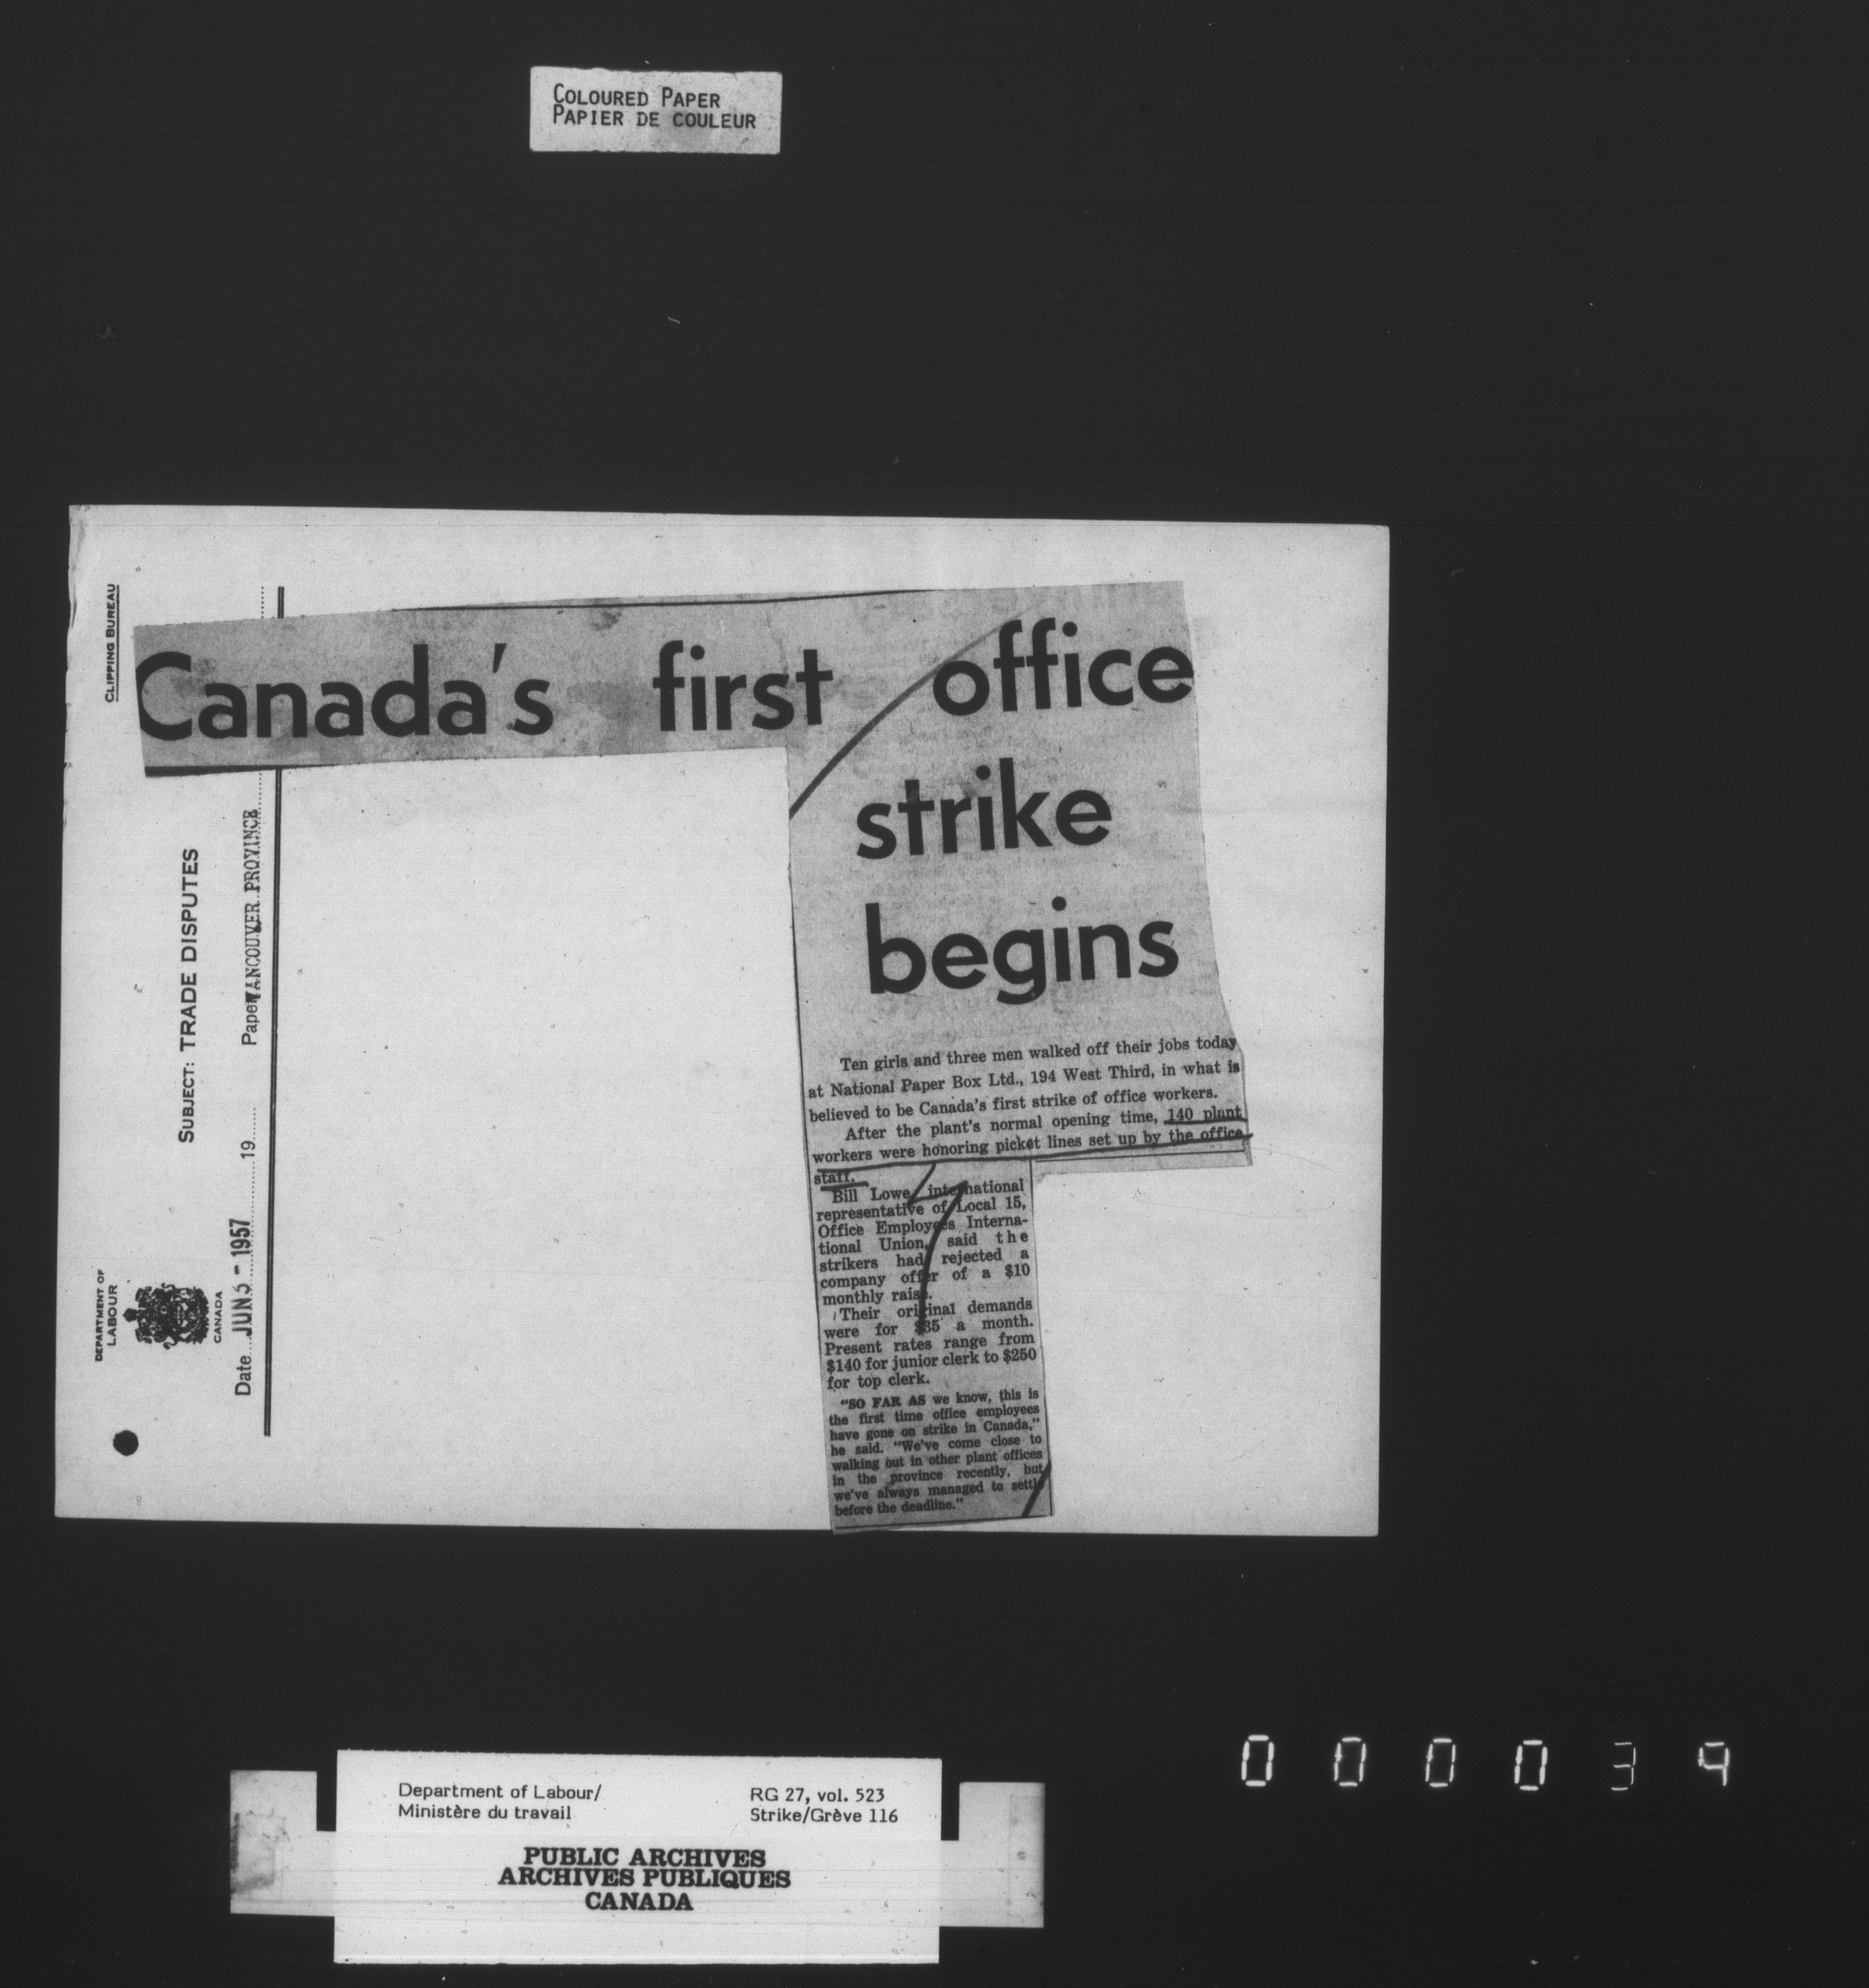 COLOURED PAPER
PAPIER DE COULEUR
CLIPPING BUREAU
DEPARTMENT OF
LABOUR
CANADA
SUBJECT: TRADE DISPUTES
Date JUN 3 - 1957 19 Paper VANCOUVER PROVINCE
Canada's first office
strike
begins
Ten girls and three men walked off their jobs today
at National Paper Box Ltd., 194 West Third, in what is
believed to be Canada's first strike of office workers.
After the plant's normal opening time, 140 plant
workers were honoring picket lines set up by the office
staff.
Bill Lowe, international
representative of Local 15,
Office Employees Interna-
tional Union, said the
strikers had rejected a
company offer of a $10
monthly raise.
Their original demands
were for $35 a month.
Present rates range from
$140 for junior clerk to $250
for top clerk.
"SO FAR AS we know, this is
the first time office employees
have gone on strike in Canada,"
he said. "We've come close to
walking out in other plant offices
in the province recently, but
we've always managed to settle
before the deadline."
000034
Department of Labour/
Ministère du travail
RG 27, vol. 523
Strike/Grève 116
PUBLIC ARCHIVES
ARCHIVES PUBLIQUES
CANADA